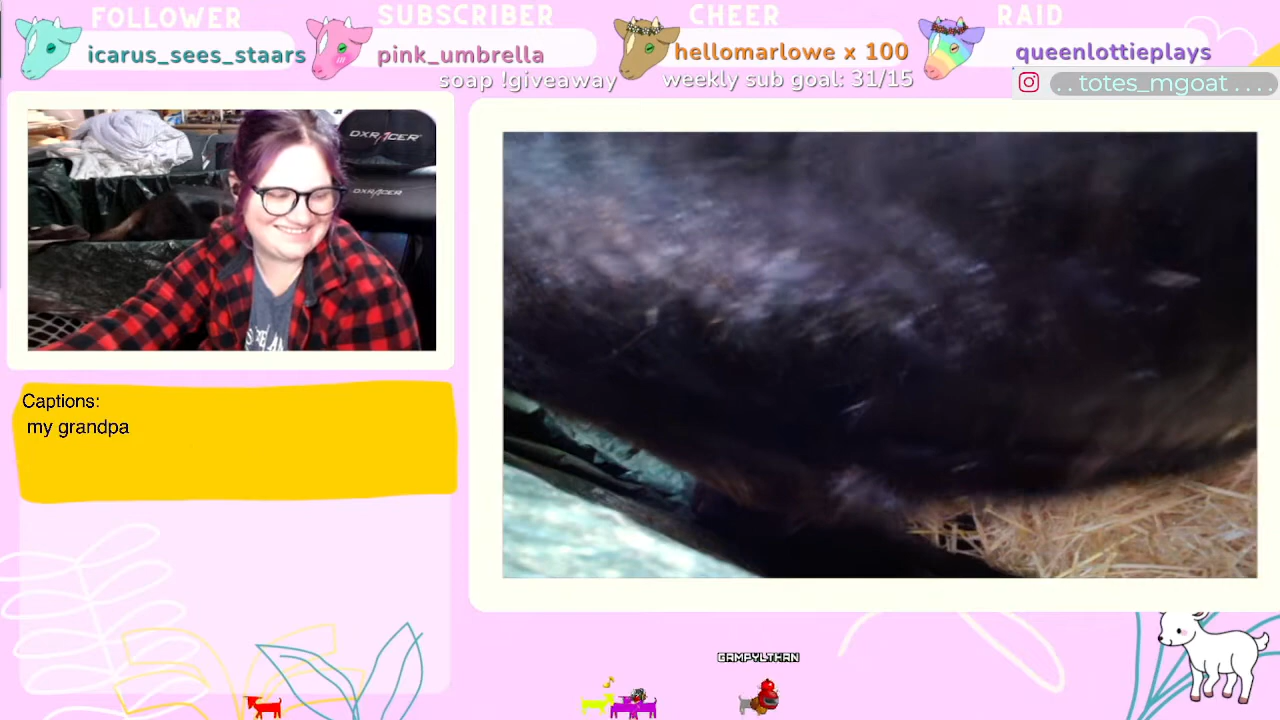 FOLLOWER
icarus_sees_staars
SUBSCRIBER
pink_umbrella
CHEER
hellomarlowe x 100
RAID
queenlottieplays
soap !giveaway
weekly sub goal: 31/15
. . totes_mgoat . . . .
DXRACER
DXRACER
Captions:
my grandpa
GAMPYLTHAN